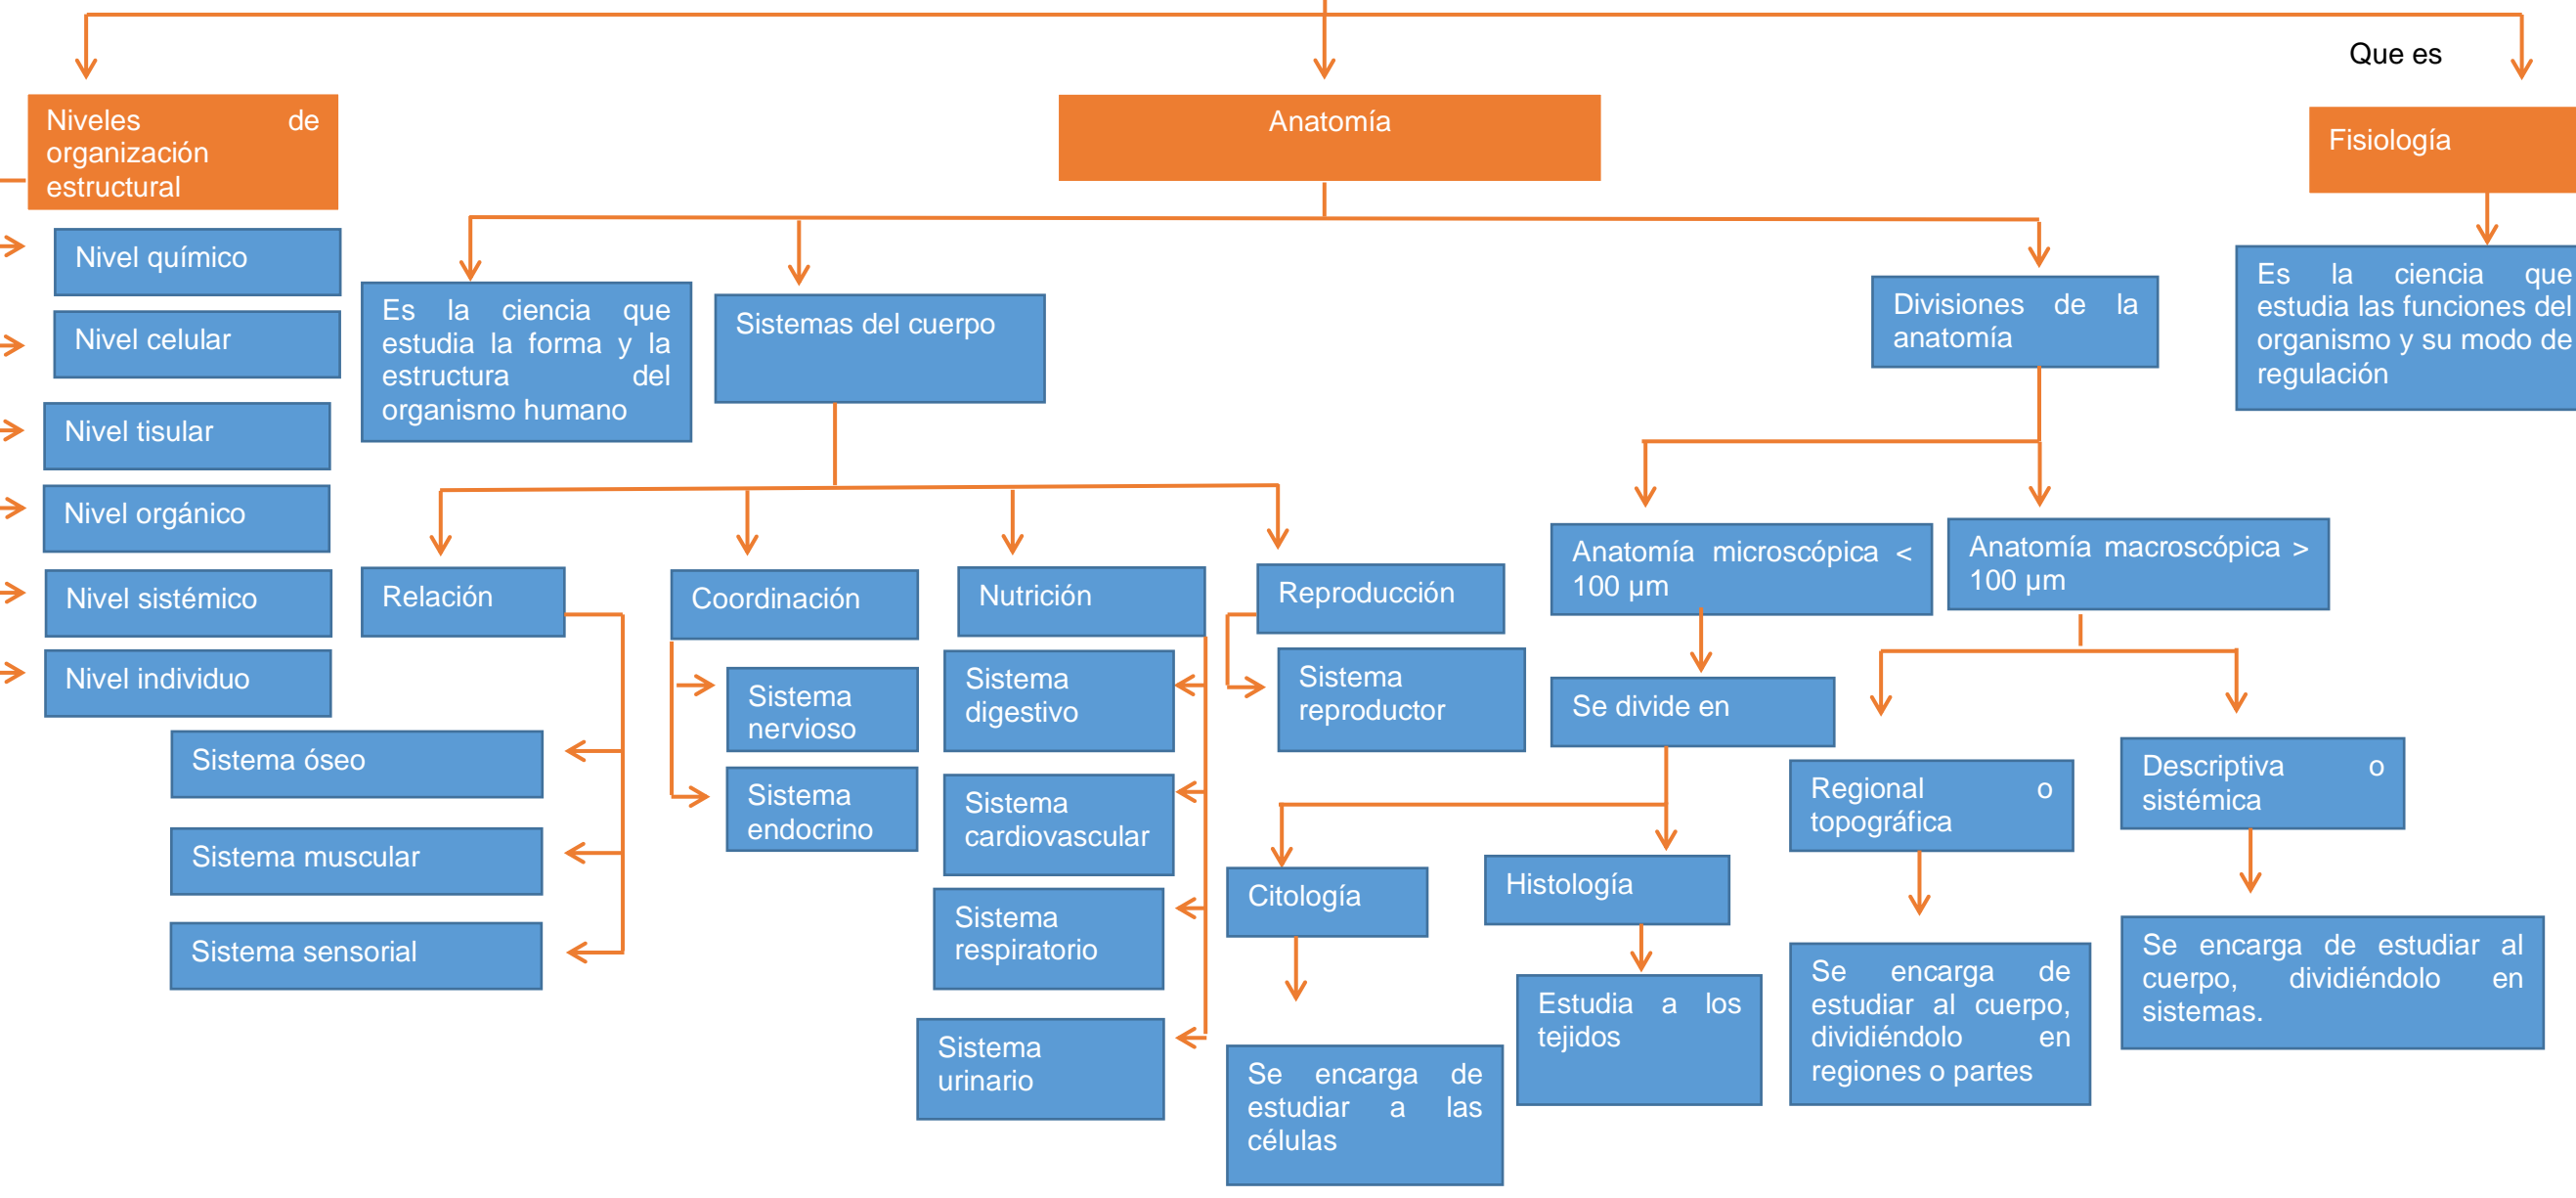 Que es
Niveles de
organización
estructural
Anatomía
Fisiología
Nivel químico
Nivel celular
Nivel tisular
Nivel orgánico
Nivel sistémico
Nivel individuo
Es la ciencia que
estudia la forma y la
estructura del
organismo humano
Sistemas del cuerpo
Divisiones de la
anatomía
Es la ciencia que
estudia las funciones del
organismo y su modo de
regulación
Relación
Sistema óseo
Sistema muscular
Sistema sensorial
Coordinación
Sistema
nervioso
Sistema
endocrino
Nutrición
Sistema
digestivo
Sistema
cardiovascular
Sistema
respiratorio
Sistema
urinario
Reproducción
Sistema
reproductor
Anatomía microscópica <
100 µm
Se divide en
Citología
Se encarga de
estudiar a las
células
Histología
Estudia a los
tejidos
Anatomía macroscópica >
100 µm
Regional o
topográfica
Se encarga de
estudiar al cuerpo,
dividiéndolo en
regiones o partes
Descriptiva o
sistémica
Se encarga de estudiar al
cuerpo, dividiéndolo en
sistemas.